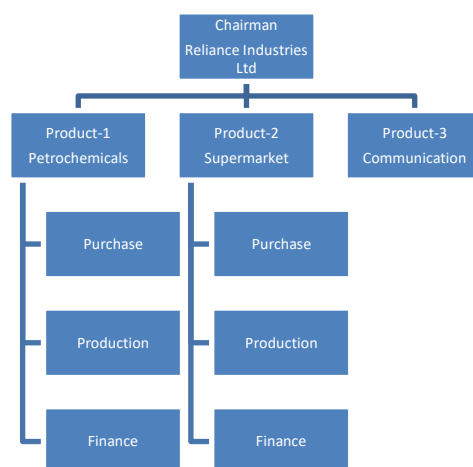 Chairman
Reliance Industries
Ltd
Product-1
Petrochemicals
Product-2
Supermarket
Product-3
Communication
Purchase
Purchase
Production
Production
Finance
Finance